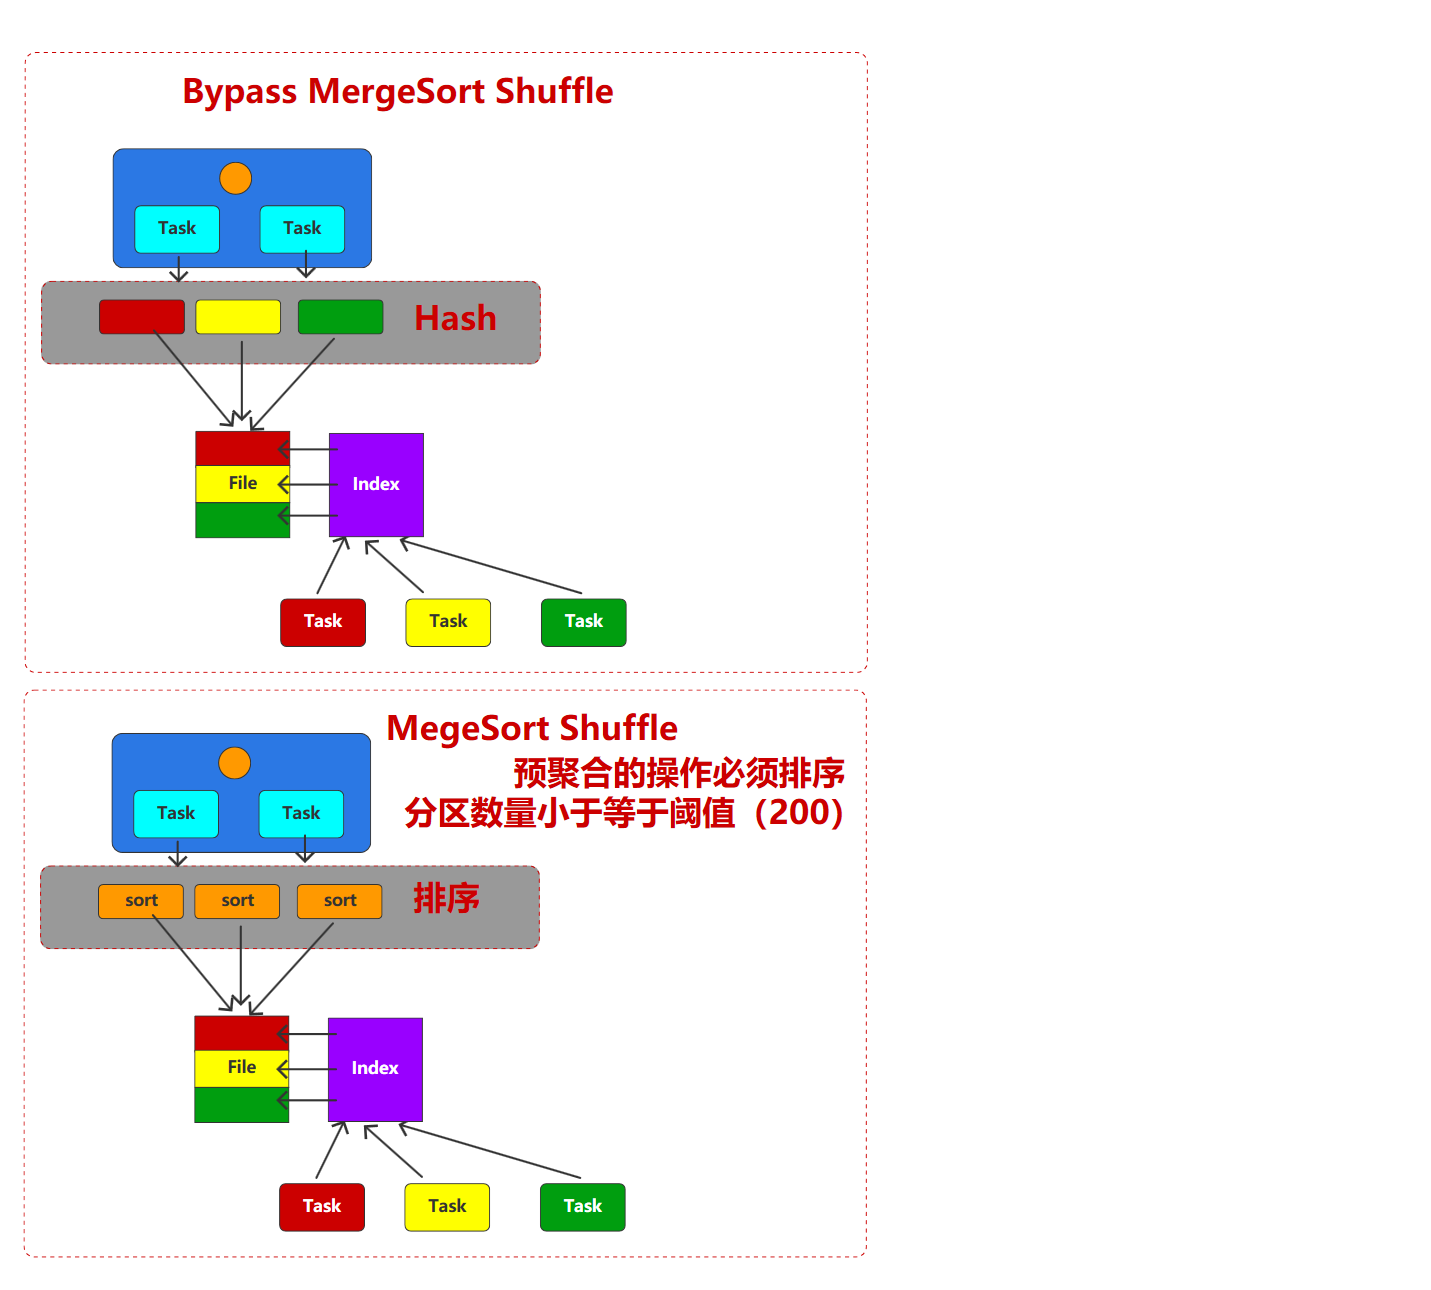 Bypass MergeSort Shuffle
Task
Task
Hash
File
Index
Task
Task
Task
MegeSort Shuffle
预聚合的操作必须排序
分区数量小于等于阈值（200）
Task
Task
sort
sort
sort
排序
File
Index
Task
Task
Task